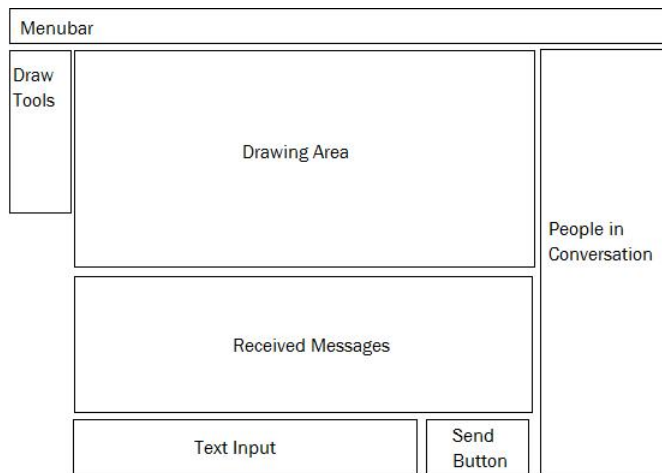 Menubar
Draw
Tools
Drawing Area
People in
Conversation
Received Messages
Text Input
Send
Button